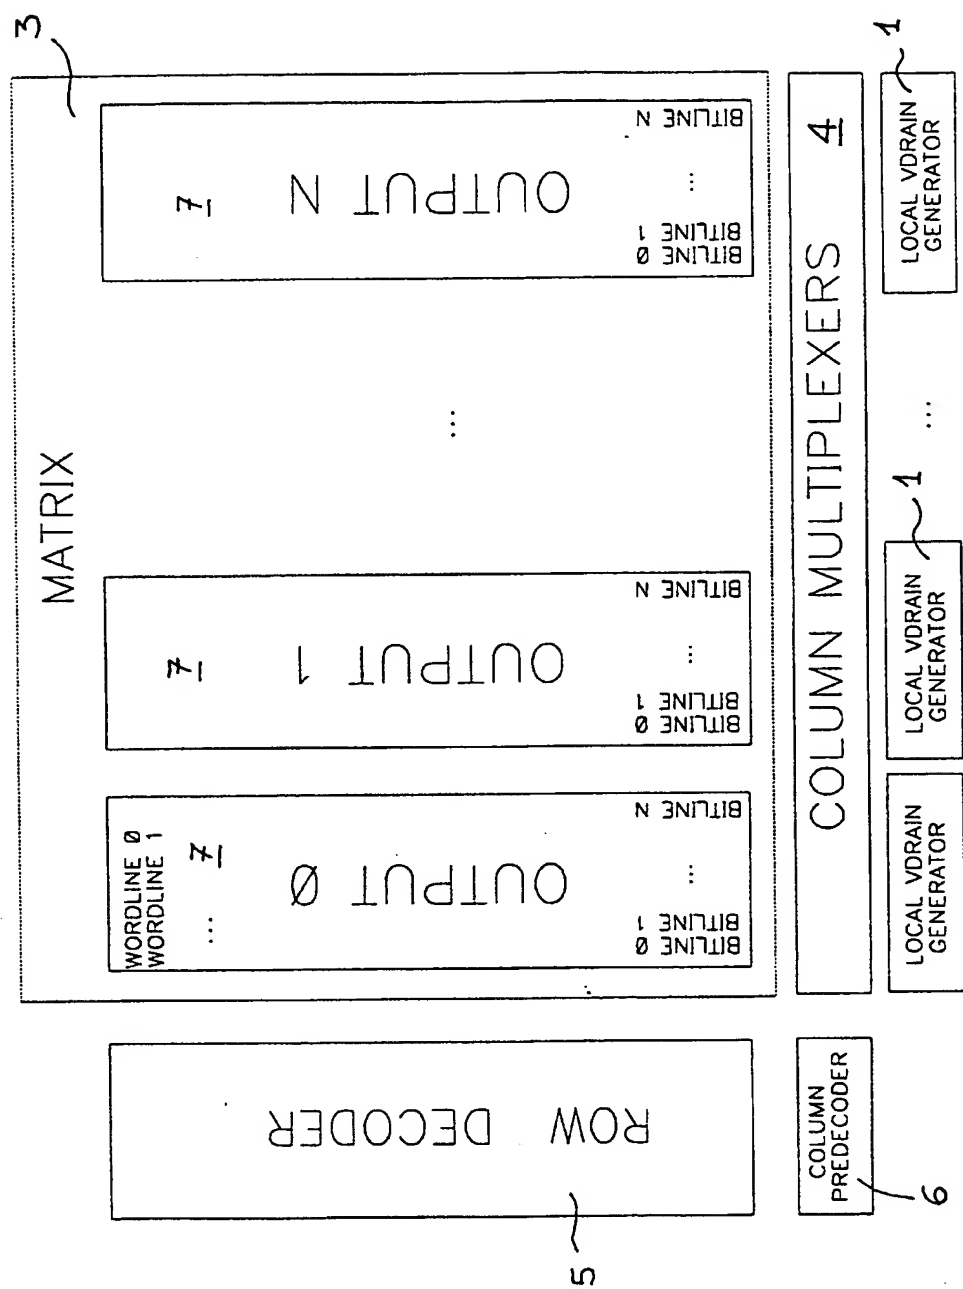 3
MATRIX
WORDLINE 0
WORDLINE 1
...
7
OUTPUT 0
BITLINE 0
BITLINE 1
...
BITLINE N
7
OUTPUT 1
BITLINE 0
BITLINE 1
...
BITLINE N
...
7
OUTPUT N
BITLINE 0
BITLINE 1
...
BITLINE N
ROW DECODER
5
COLUMN
PREDECODER
6
COLUMN MULTIPLEXERS 4
LOCAL VDRAIN
GENERATOR
LOCAL VDRAIN
GENERATOR
1
...
LOCAL VDRAIN
GENERATOR
1